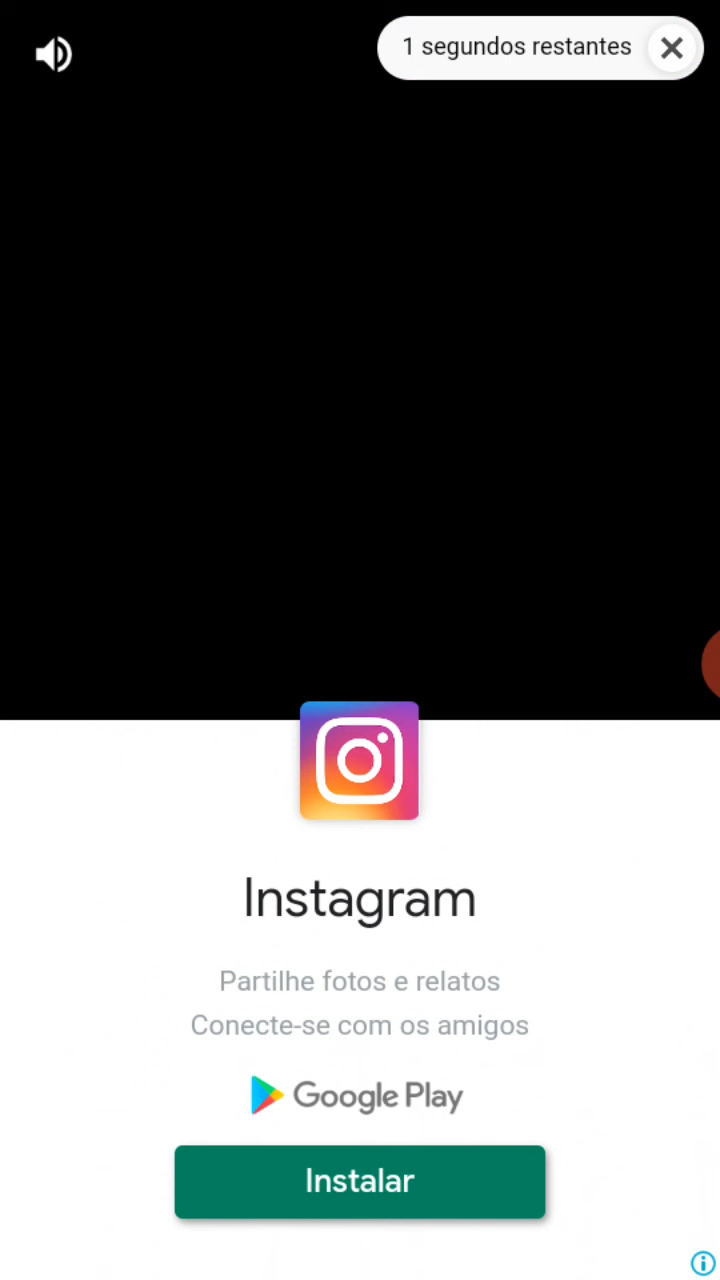 1 segundos restantes
Instagram
Partilhe fotos e relatos
Conecte-se com os amigos
Google Play
Instalar